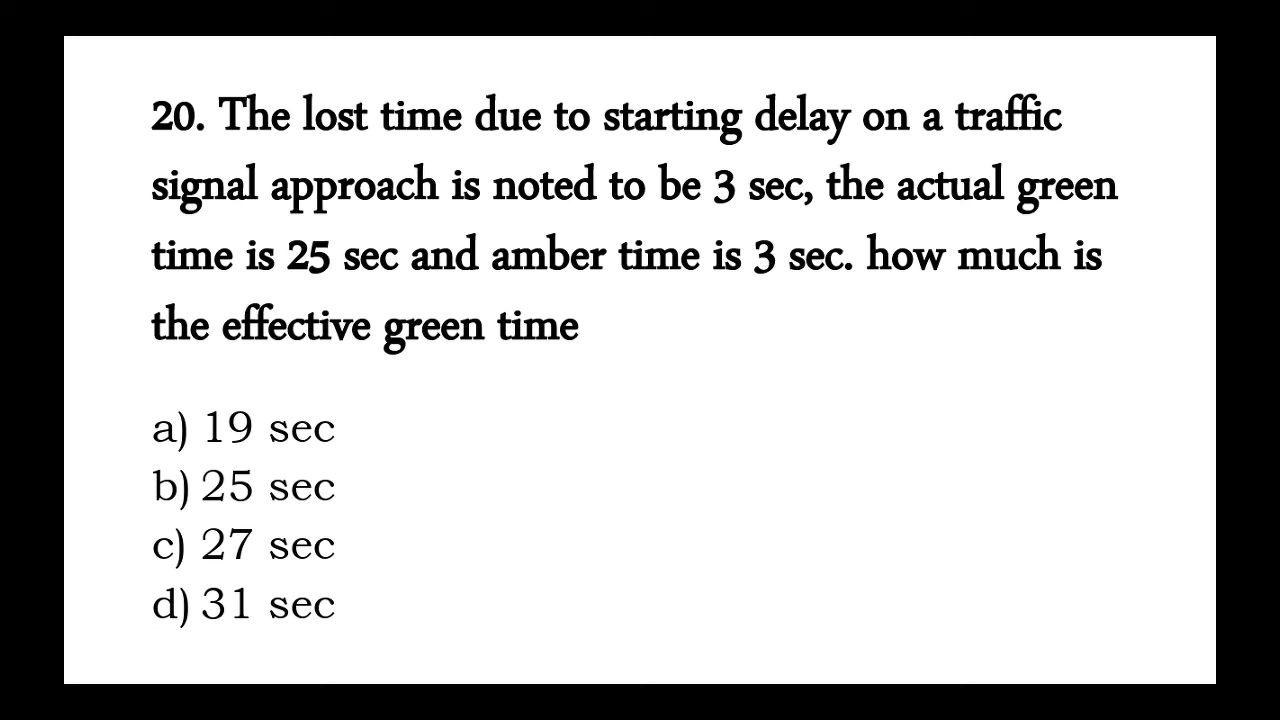 20. The lost time due to starting delay on a traffic
signal approach is noted to be 3 sec, the actual green
time is 25 sec and amber time is 3 sec. how much is
the effective green time
a) 19 sec
b) 25 sec
c) 27 sec
d) 31 sec